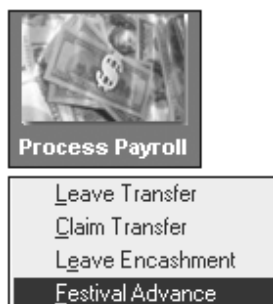 Process Payroll
Leave Transfer
Claim Transfer
Leave Encashment
Festival Advance